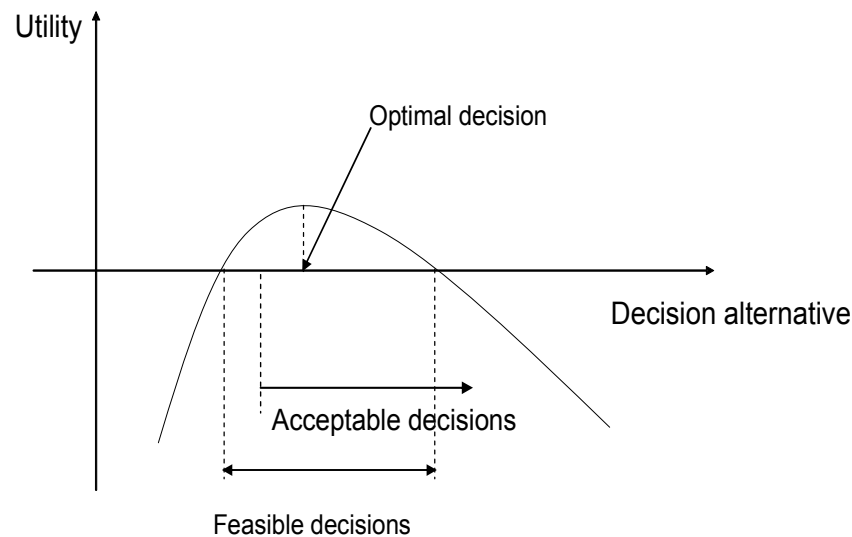 Utility
Optimal decision
Decision alternative
Acceptable decisions
Feasible decisions